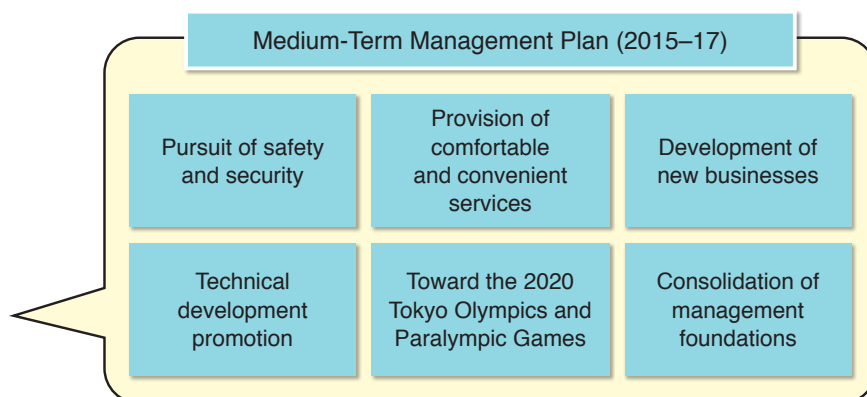 Medium-Term Management Plan (2015–17)
Pursuit of safety
and security
Provision of
comfortable
and convenient
services
Development of
new businesses
Technical
development
promotion
Toward the 2020
Tokyo Olympics and
Paralympic Games
Consolidation of
management
foundations